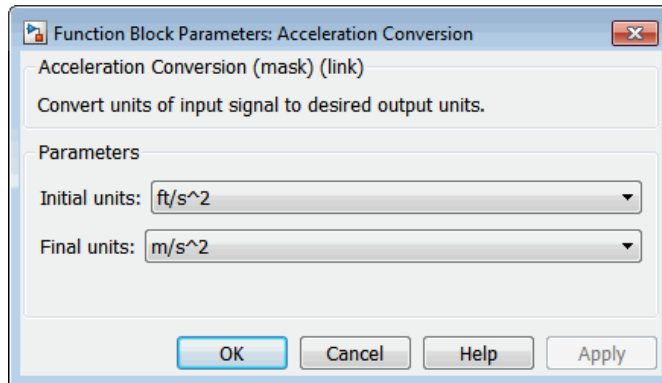 Function Block Parameters: Acceleration Conversion
Acceleration Conversion (mask) (link)
Convert units of input signal to desired output units.
Parameters
Initial units: ft/s^2
Final units: m/s^2
OK Cancel Help Apply